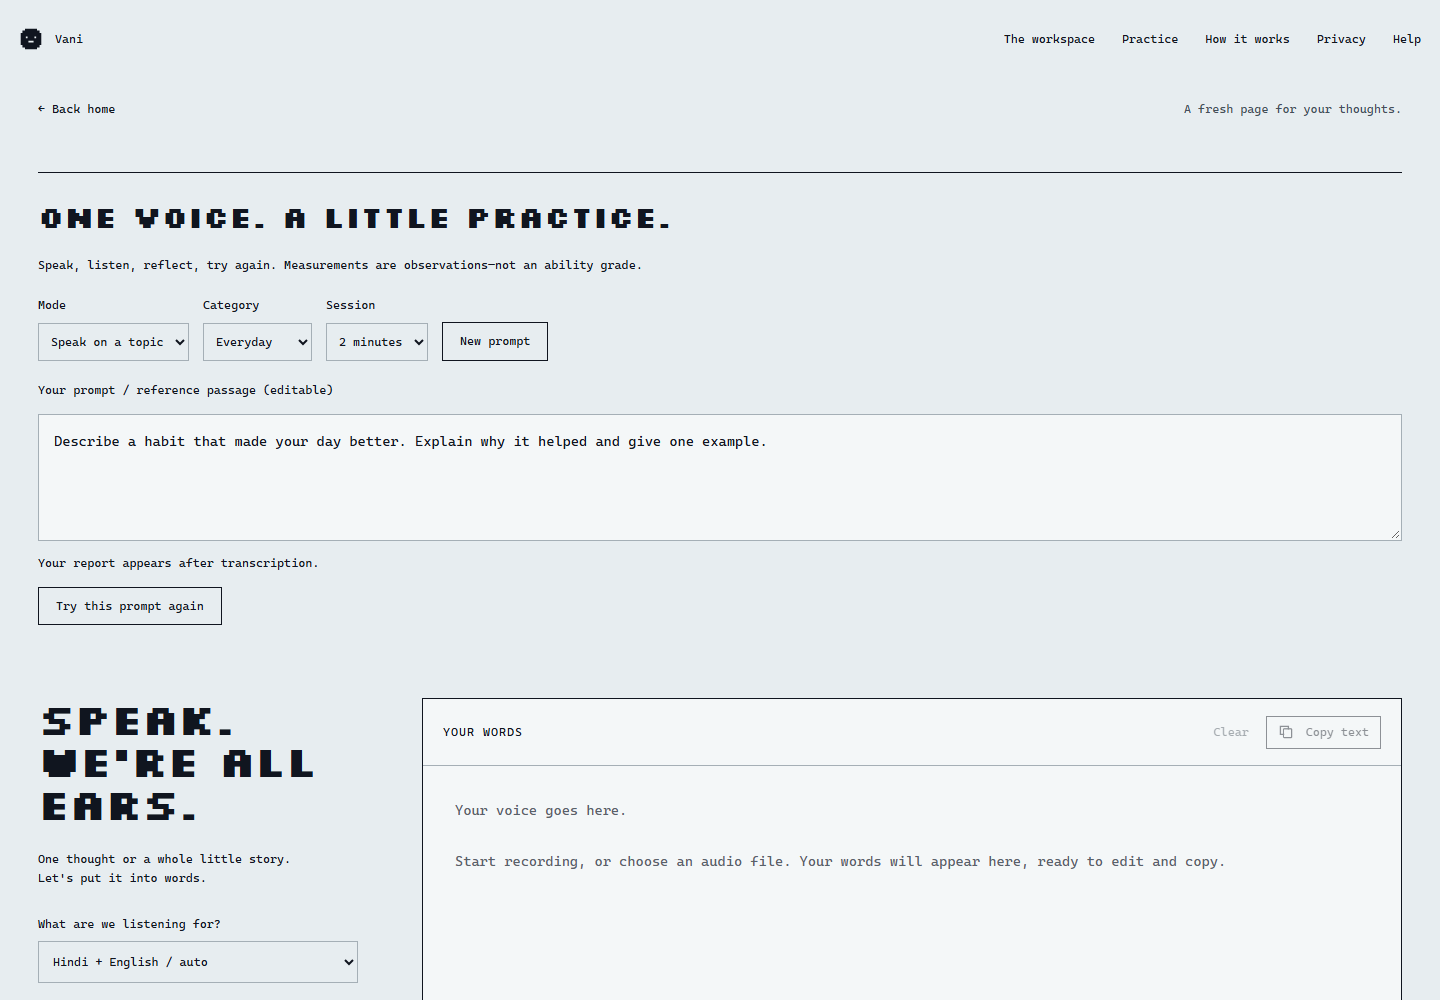 Vani
The workspace Practice How it works Privacy Help
← Back home
A fresh page for your thoughts.
ONE VOICE. A LITTLE PRACTICE.
Speak, listen, reflect, try again. Measurements are observations—not an ability grade.
Mode Category Session
Speak on a topic Everyday 2 minutes New prompt
Your prompt / reference passage (editable)
Describe a habit that made your day better. Explain why it helped and give one example.
Your report appears after transcription.
Try this prompt again
SPEAK.
WE'RE ALL
EARS.
One thought or a whole little story.
Let's put it into words.
What are we listening for?
Hindi + English / auto
YOUR WORDS
Clear Copy text
Your voice goes here.
Start recording, or choose an audio file. Your words will appear here, ready to edit and copy.